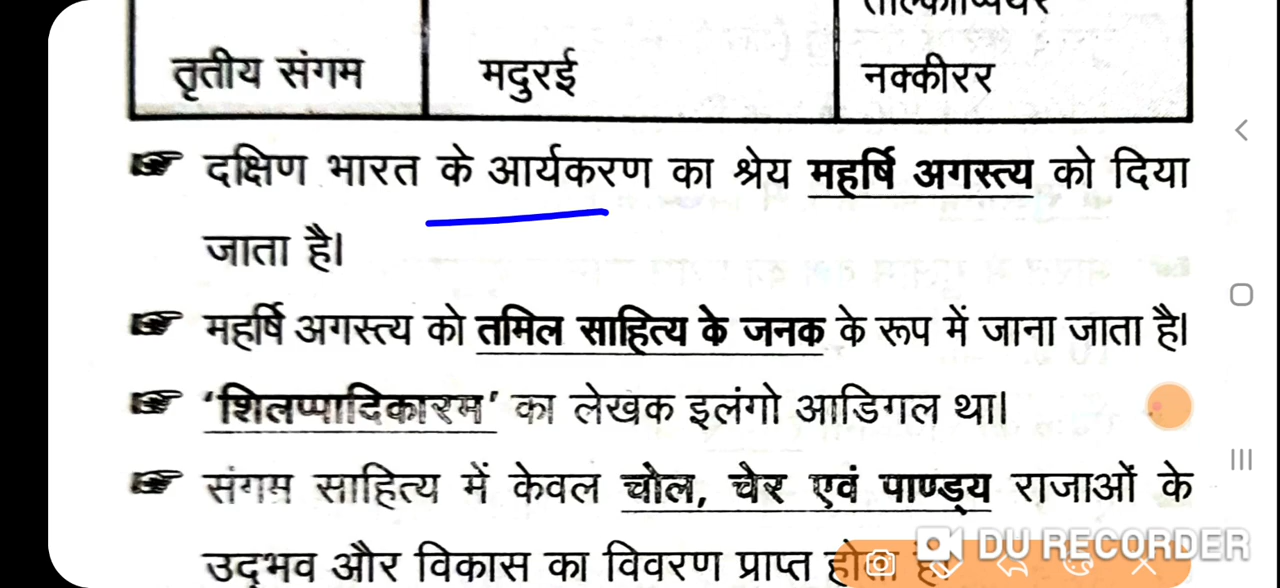 तृतीय संगम मदुरई नक्कीरर
☞ दक्षिण भारत के आर्यकरण का श्रेय महर्षि अगस्त्य को दिया
जाता है।
☞ महर्षि अगस्त्य को तमिल साहित्य के जनक के रूप में जाना जाता है।
☞ 'शिलप्पादिकारम' का लेखक इलंगो आडिगल था।
☞ संगम साहित्य में केवल चोल, चेर एवं पाण्ड्य राजाओं के
उद्भव और विकास का विवरण प्राप्त होता है।
DU RECORDER